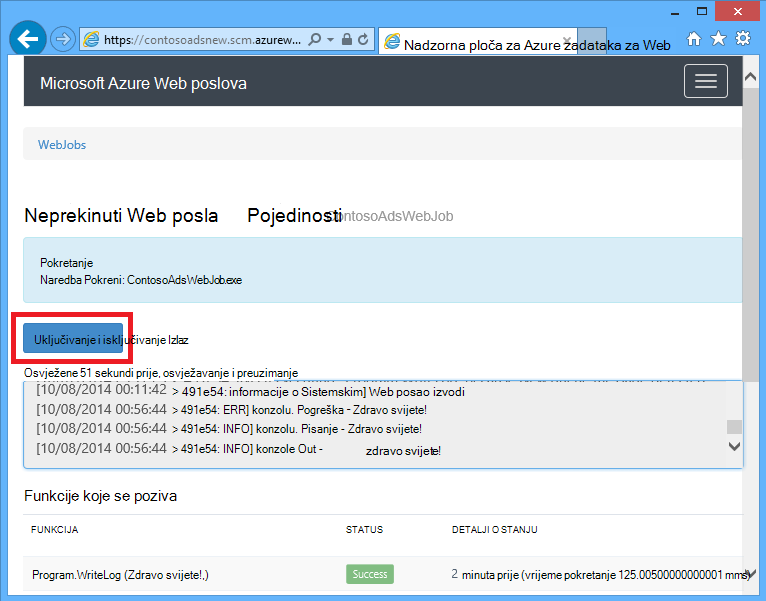 https://contosoadsnew.scm.azurew...
Nadzorna ploča za Azure zadataka za Web
Microsoft Azure Web poslova
WebJobs
Neprekinuti Web posla Pojedinosti ContosoAdsWebJob
Pokretanje
Naredba Pokreni: ContosoAdsWebJob.exe
Uključivanje i isključivanje Izlaz
Osvježene 51 sekundi prije, osvježavanje i preuzimanje
[10/08/2014 00:11:42 > 491e54: informacije o Sistemskim] Web posao izvodi
[10/08/2014 00:56:44 > 491e54: ERR] konzolu. Pogreška - Zdravo svijete!
[10/08/2014 00:56:44 > 491e54: INFO] konzolu. Pisanje - Zdravo svijete!
[10/08/2014 00:56:44 > 491e54: INFO] konzole Out - zdravo svijete!
Funkcije koje se poziva
FUNKCIJA STATUS DETALJI O STANJU
Program.WriteLog (Zdravo svijete!,) Success 2 minuta prije (vrijeme pokretanje 125.00500000000001 mms)